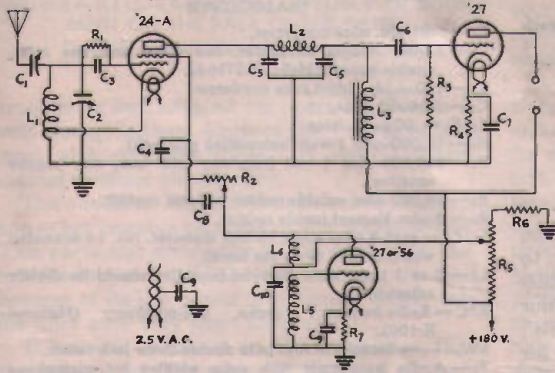 '24-A
'27
L2
R1
C6
C1
C3
C5
C5
C2
L3
R3
L1
R4
C7
C4
R2
C8
R6
L6
'27 or '56
R5
C10
C9
L5
C9
R7
2.5 V. A.C.
+180 V.